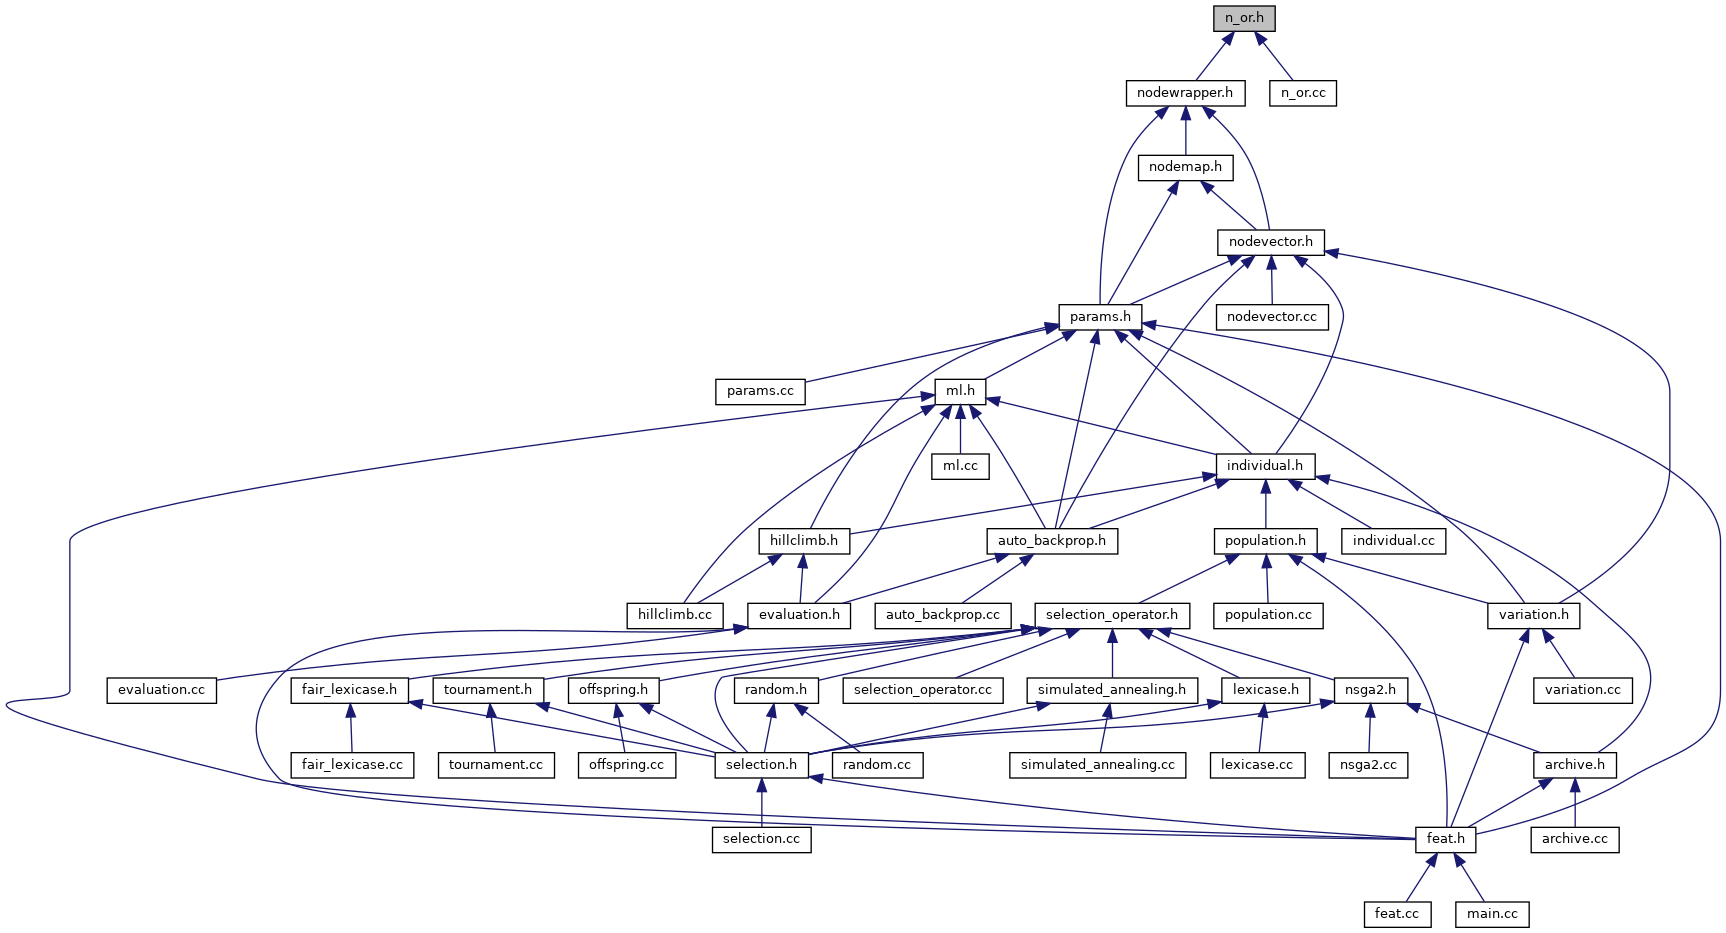 n_or.h
nodewrapper.h
n_or.cc
nodemap.h
nodevector.h
params.h
nodevector.cc
params.cc
ml.h
ml.cc
individual.h
hillclimb.h
auto_backprop.h
population.h
individual.cc
hillclimb.cc
evaluation.h
auto_backprop.cc
selection_operator.h
population.cc
variation.h
evaluation.cc
fair_lexicase.h
tournament.h
offspring.h
random.h
selection_operator.cc
simulated_annealing.h
lexicase.h
nsga2.h
variation.cc
fair_lexicase.cc
tournament.cc
offspring.cc
selection.h
random.cc
simulated_annealing.cc
lexicase.cc
nsga2.cc
archive.h
selection.cc
feat.h
archive.cc
feat.cc
main.cc